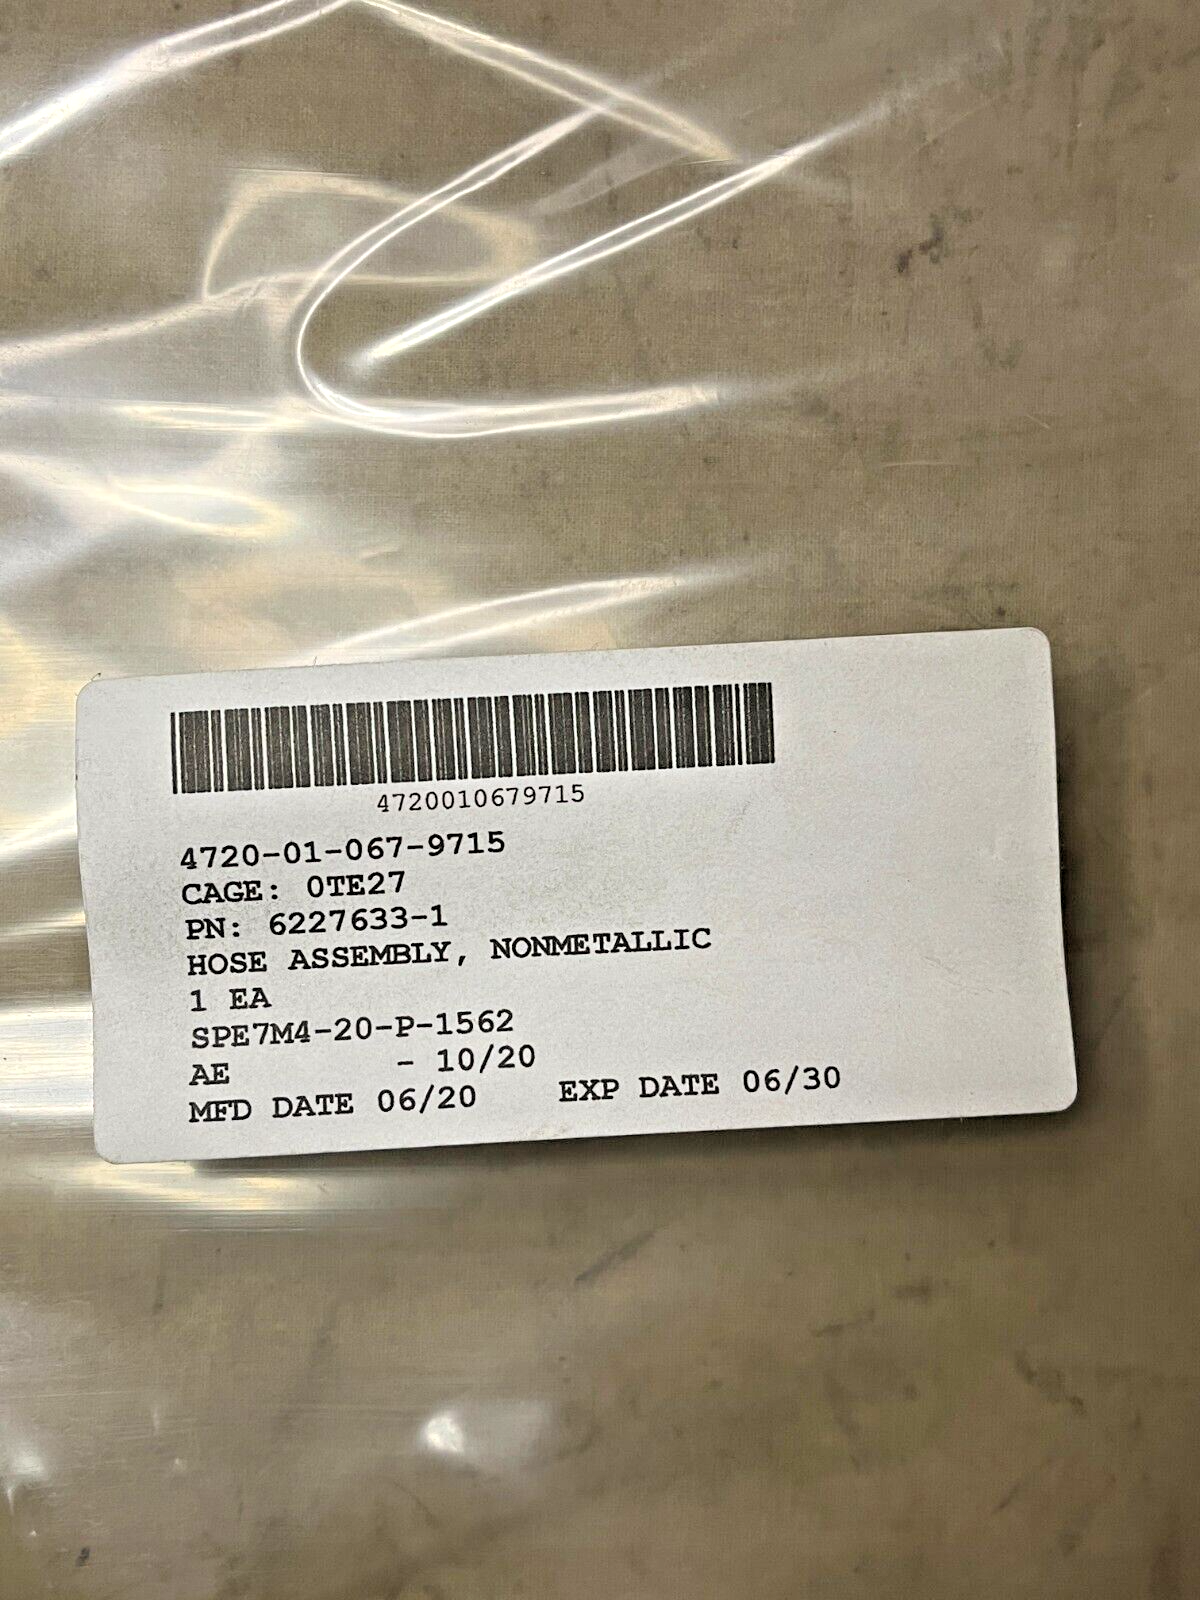 4720010679715
4720-01-067-9715
CAGE: 0TE27
PN: 6227633-1
HOSE ASSEMBLY, NONMETALLIC
1 EA
SPE7M4-20-P-1562
AE - 10/20
MFD DATE 06/20 EXP DATE 06/30